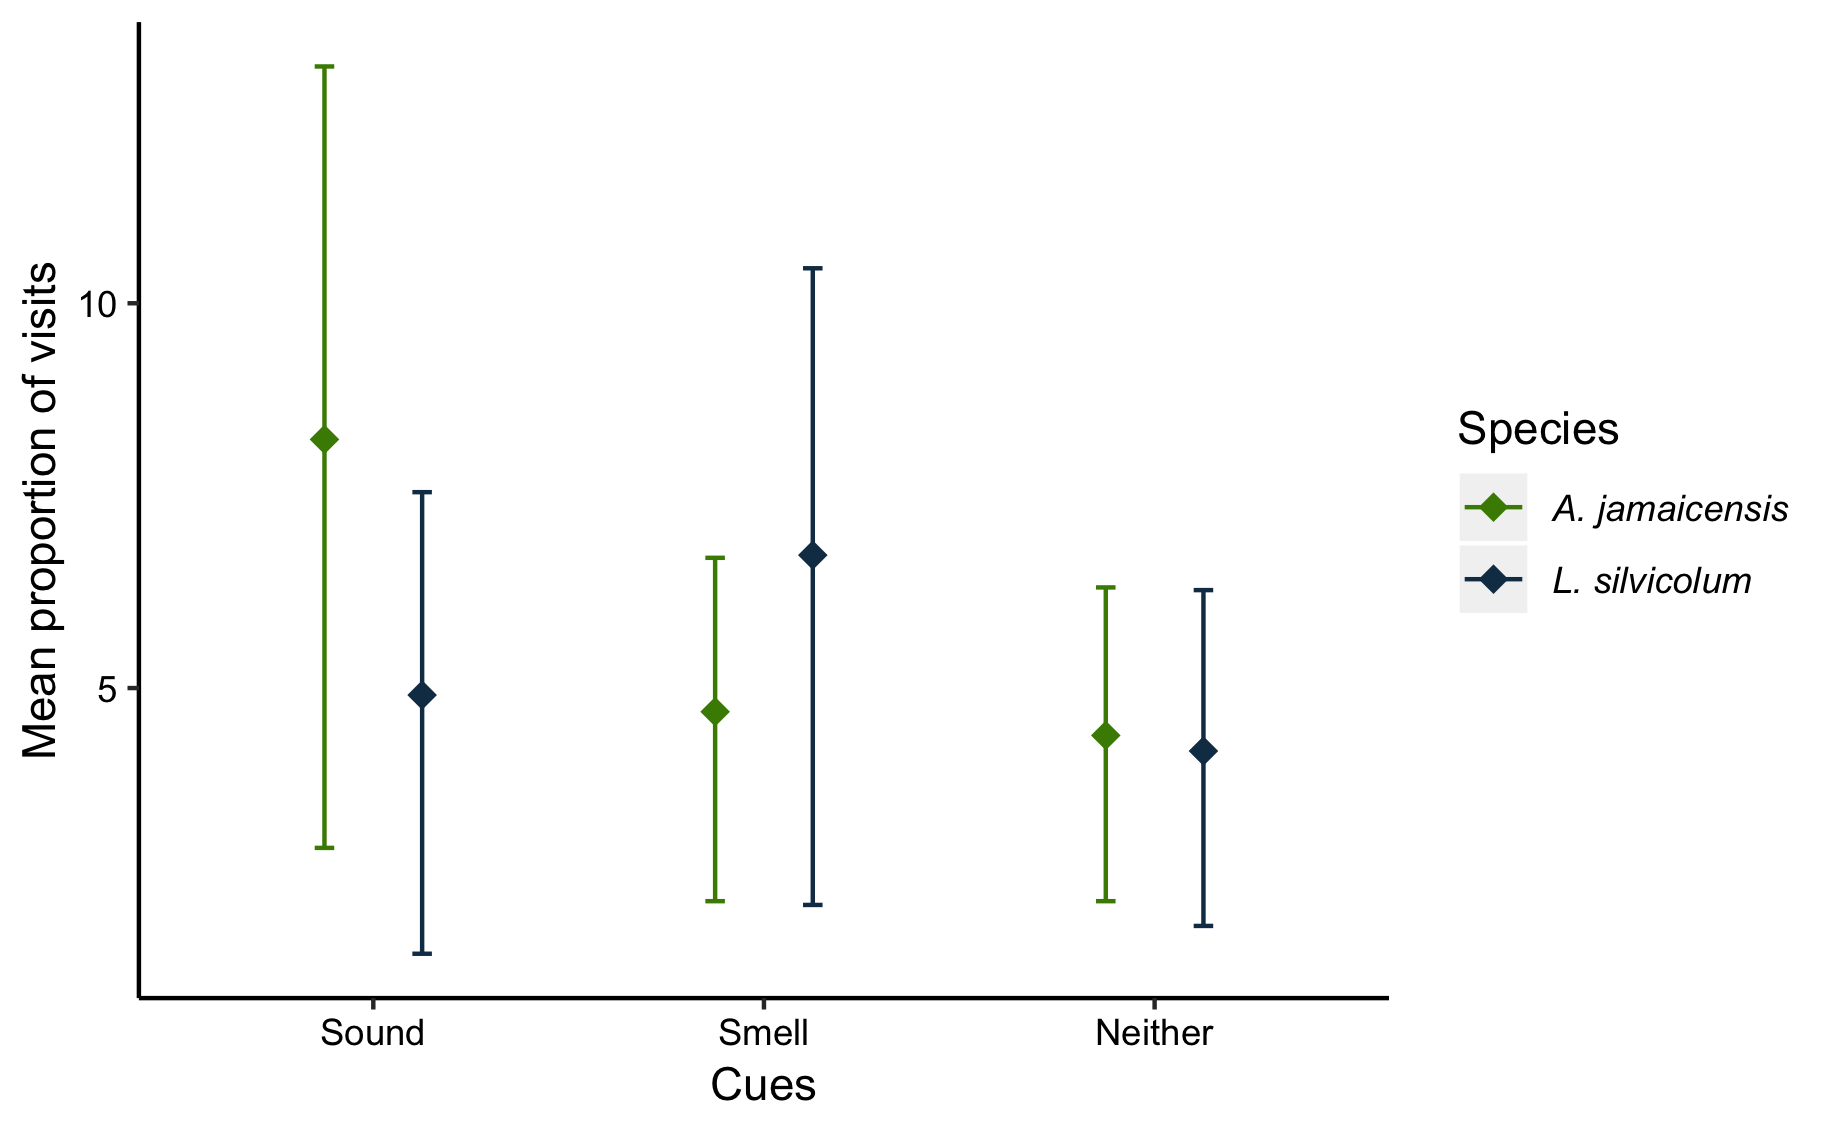 Mean proportion of visits
10
5
Sound
Smell
Neither
Cues
Species
A. jamaicensis
L. silvicolum